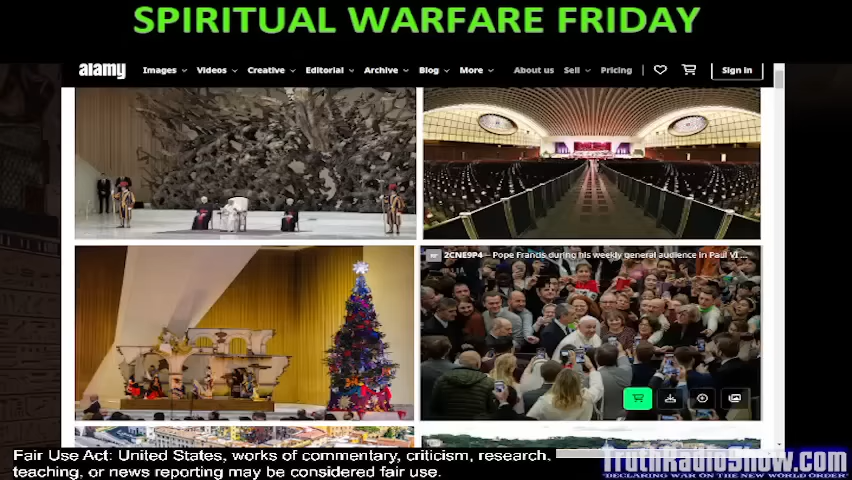 SPIRITUAL WARFARE FRIDAY
alamy Images Videos Creative Editorial Archive Blog More About us Sell Pricing Sign in
2CNE9P4 – Pope Francis during his weekly general audience in Paul VI ...
Fair Use Act: United States, works of commentary, criticism, research,
teaching, or news reporting may be considered fair use.
TruthRadioShow.com
DECLARING WAR ON THE NEW WORLD ORDER